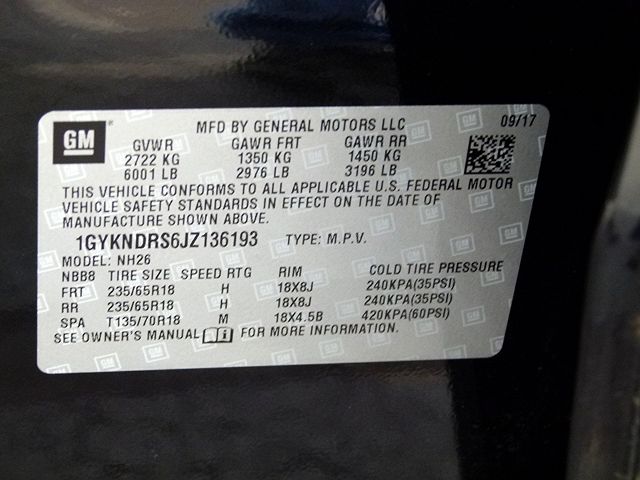 GM
MFD BY GENERAL MOTORS LLC 09/17
GVWR GAWR FRT GAWR RR
2722 KG 1350 KG 1450 KG
6001 LB 2976 LB 3196 LB
THIS VEHICLE CONFORMS TO ALL APPLICABLE U.S. FEDERAL MOTOR
VEHICLE SAFETY STANDARDS IN EFFECT ON THE DATE OF
MANUFACTURE SHOWN ABOVE.
1GYKNDRS6JZ136193 TYPE: M.P.V.
MODEL: NH26
NBB8 TIRE SIZE SPEED RTG RIM COLD TIRE PRESSURE
FRT 235/65R18 H 18X8J 240KPA(35PSI)
RR 235/65R18 H 18X8J 240KPA(35PSI)
SPA T135/70R18 M 18X4.5B 420KPA(60PSI)
SEE OWNER'S MANUAL FOR MORE INFORMATION.